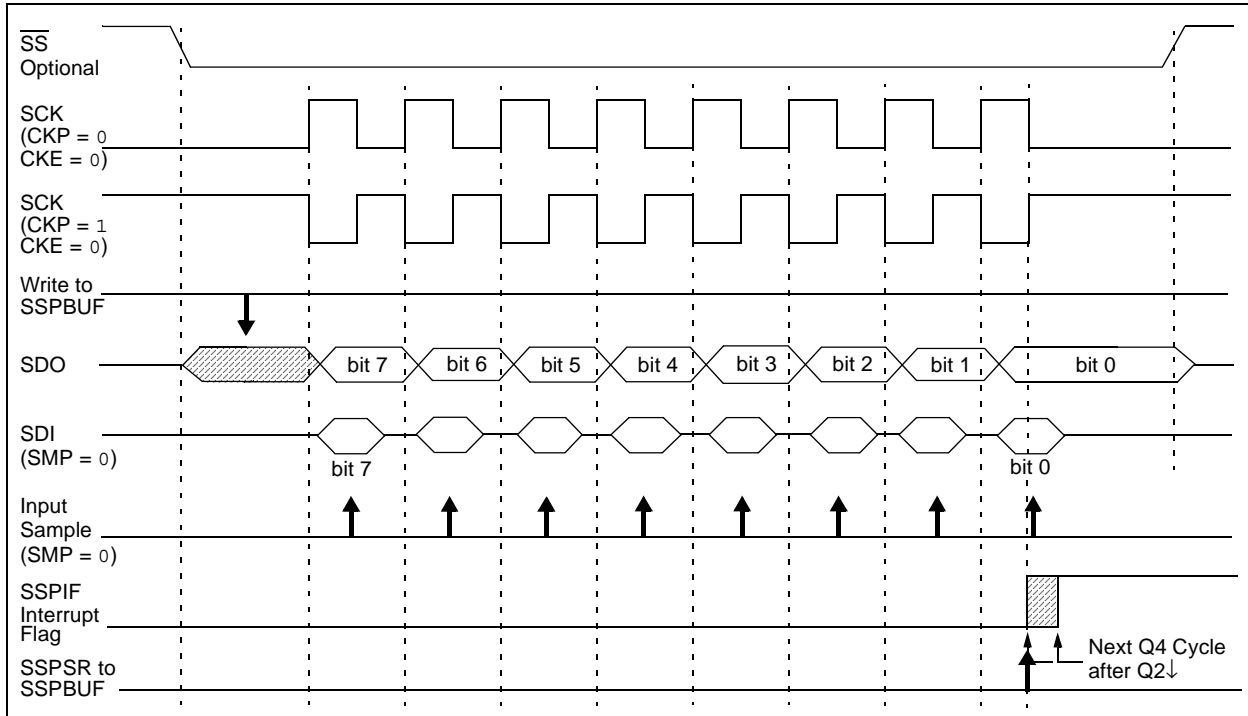 SS
Optional
SCK
(CKP = 0
CKE = 0)
SCK
(CKP = 1
CKE = 0)
Write to
SSPBUF
SDO
bit 7
bit 6
bit 5
bit 4
bit 3
bit 2
bit 1
bit 0
SDI
(SMP = 0)
bit 7
bit 0
Input
Sample
(SMP = 0)
SSPIF
Interrupt
Flag
Next Q4 Cycle
after Q2↓
SSPSR to
SSPBUF